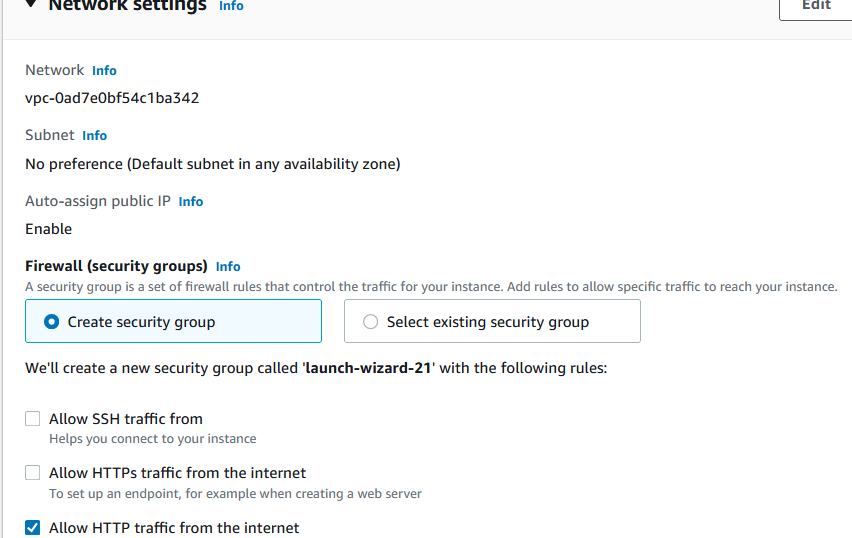 Network settings Info
Edit
Network Info
vpc-0ad7e0bf54c1ba342
Subnet Info
No preference (Default subnet in any availability zone)
Auto-assign public IP Info
Enable
Firewall (security groups) Info
A security group is a set of firewall rules that control the traffic for your instance. Add rules to allow specific traffic to reach your instance.
Create security group
Select existing security group
We'll create a new security group called 'launch-wizard-21' with the following rules:
Allow SSH traffic from
Helps you connect to your instance
Allow HTTPs traffic from the internet
To set up an endpoint, for example when creating a web server
Allow HTTP traffic from the internet